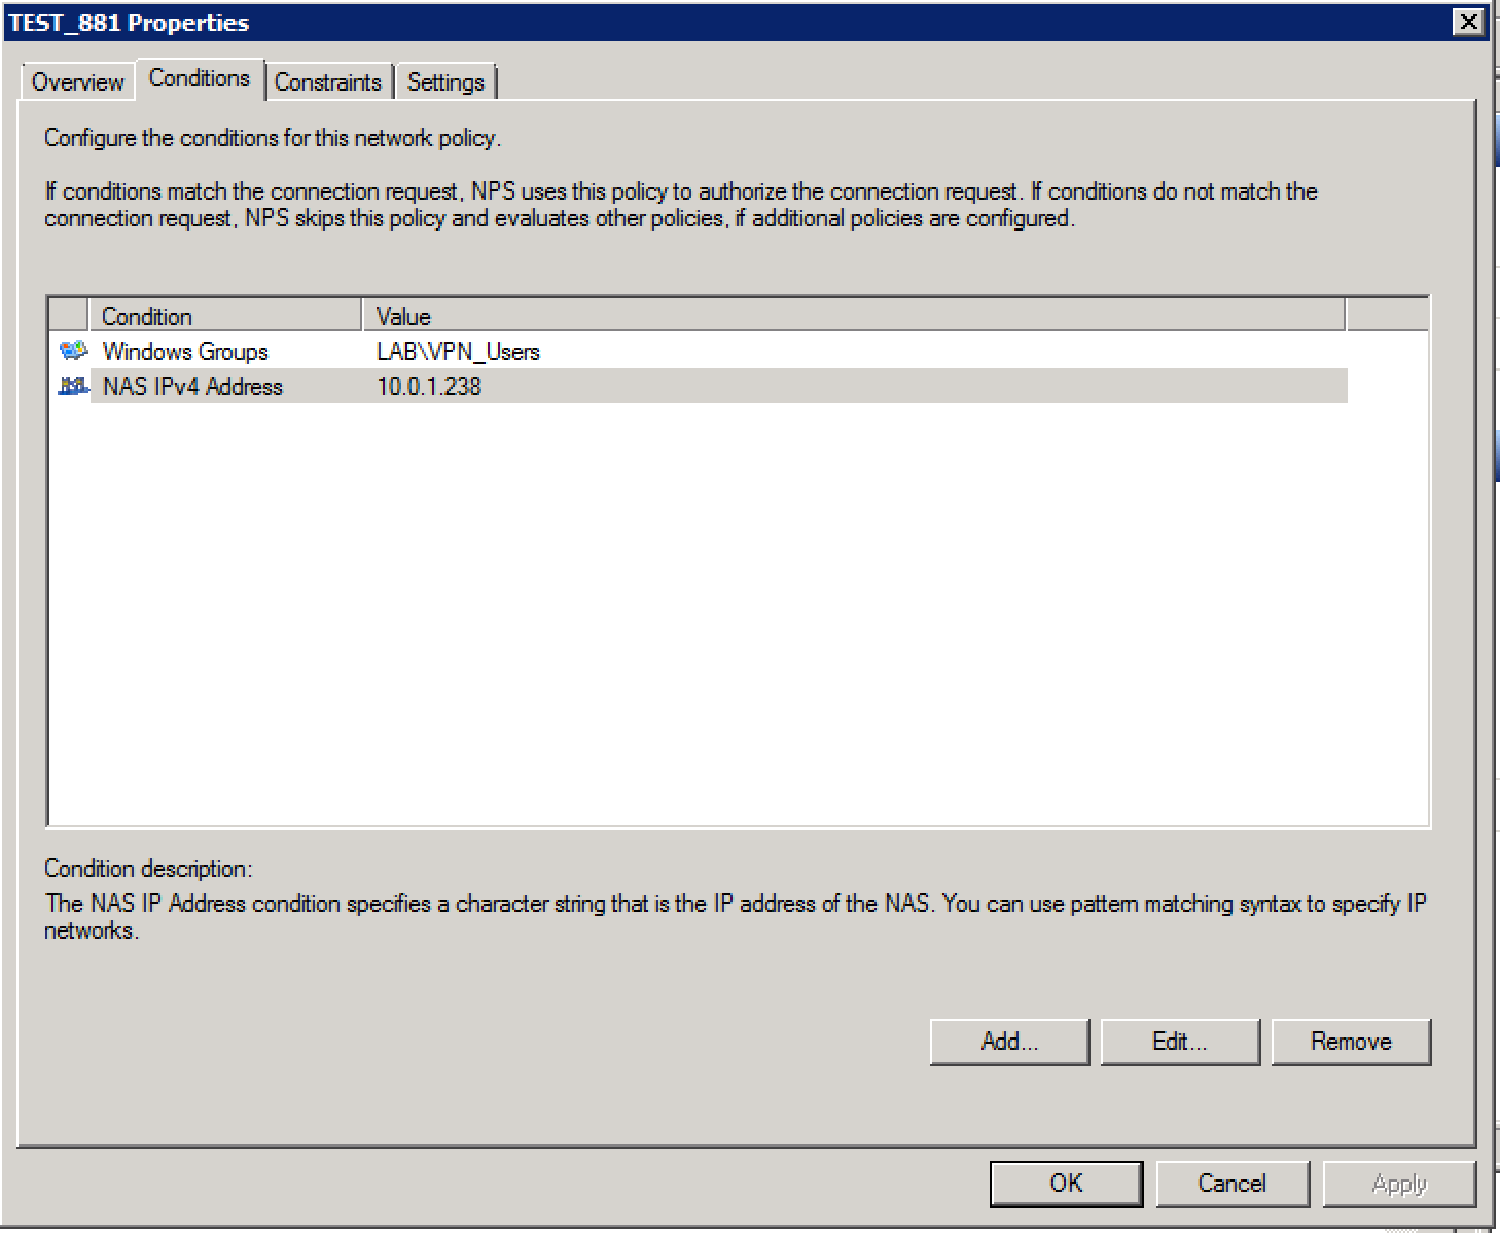 TEST_881 Properties
Overview
Conditions
Constraints
Settings
Configure the conditions for this network policy.
If conditions match the connection request, NPS uses this policy to authorize the connection request. If conditions do not match the
connection request, NPS skips this policy and evaluates other policies, if additional policies are configured.
Condition Value
Windows Groups LAB\VPN_Users
NAS IPv4 Address 10.0.1.238
Condition description:
The NAS IP Address condition specifies a character string that is the IP address of the NAS. You can use pattern matching syntax to specify IP
networks.
Add... Edit... Remove
OK Cancel Apply